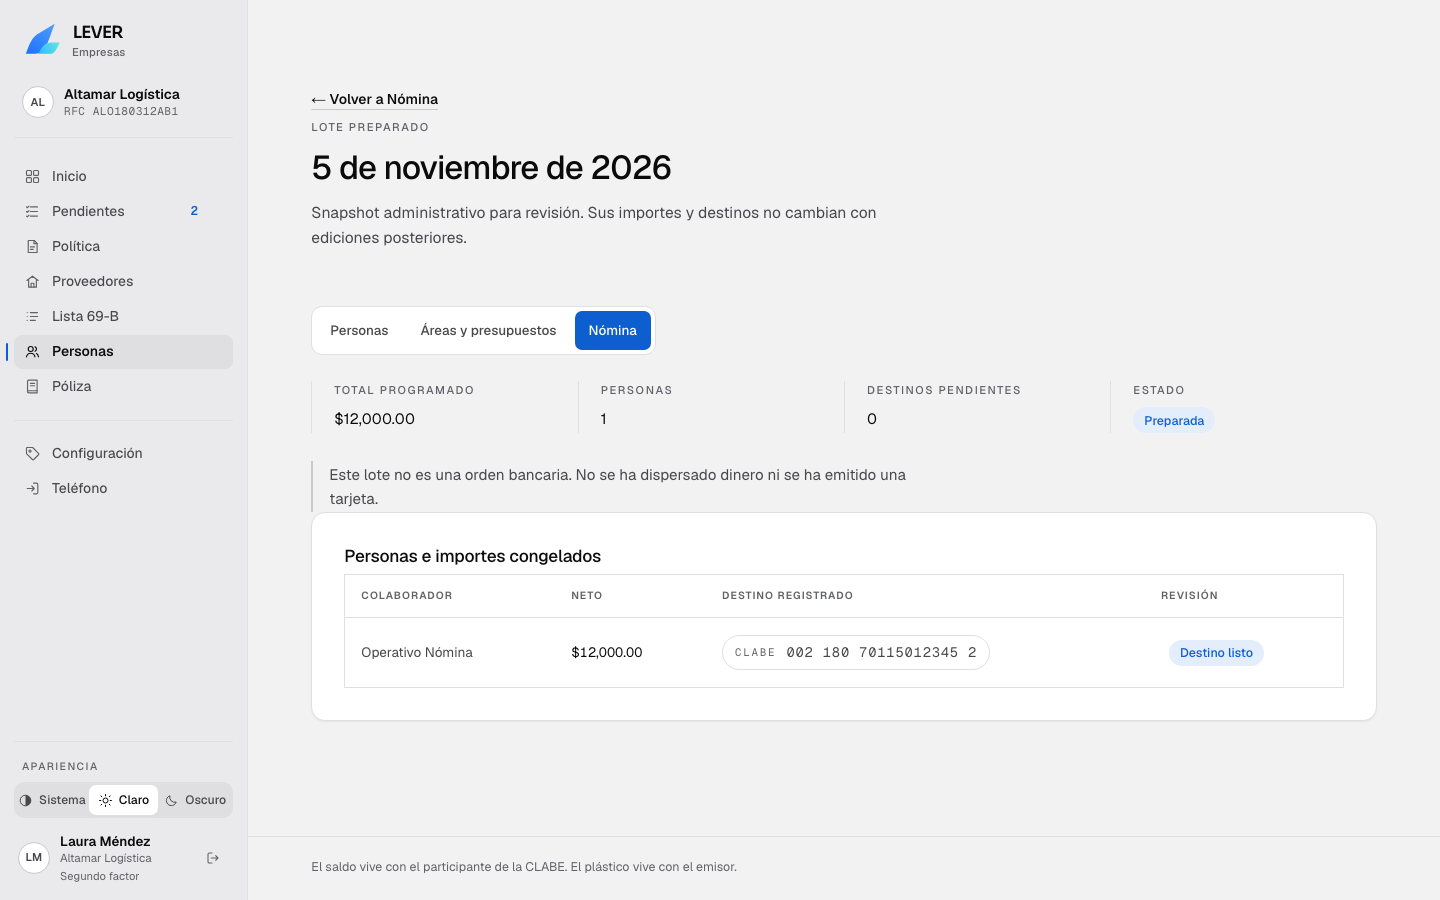 LEVER
Empresas
AL
Altamar Logística
RFC ALO180312AB1
Inicio
Pendientes 2
Política
Proveedores
Lista 69-B
Personas
Póliza
Configuración
Teléfono
APARIENCIA
Sistema Claro Oscuro
LM
Laura Méndez
Altamar Logística
Segundo factor
← Volver a Nómina
LOTE PREPARADO
5 de noviembre de 2026
Snapshot administrativo para revisión. Sus importes y destinos no cambian con
ediciones posteriores.
Personas Áreas y presupuestos Nómina
TOTAL PROGRAMADO PERSONAS DESTINOS PENDIENTES ESTADO
$12,000.00 1 0 Preparada
Este lote no es una orden bancaria. No se ha dispersado dinero ni se ha emitido una
tarjeta.
Personas e importes congelados
COLABORADOR NETO DESTINO REGISTRADO REVISIÓN
Operativo Nómina $12,000.00 CLABE 002 180 70115012345 2 Destino listo
El saldo vive con el participante de la CLABE. El plástico vive con el emisor.